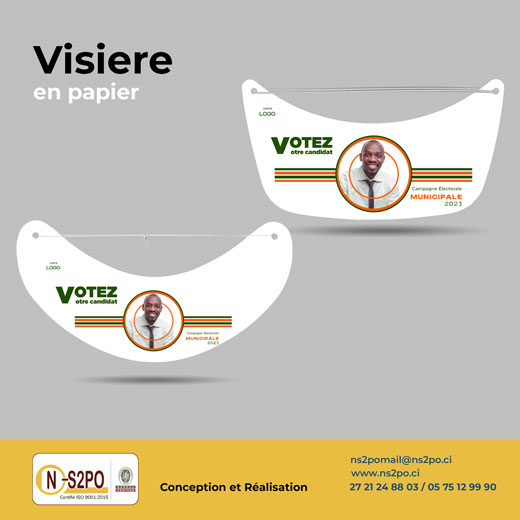 Visiere
en papier
votre
LOGO
VOTEZ
otre candidat
Campagne Electorale
MUNICIPALE
2023
votre
LOGO
VOTEZ
otre candidat
Campagne Electorale
MUNICIPALE
2023
N-S2PO
Certifié ISO 9001:2015
Conception et Réalisation
ns2pomail@ns2po.ci
www.ns2po.ci
27 21 24 88 03 / 05 75 12 99 90